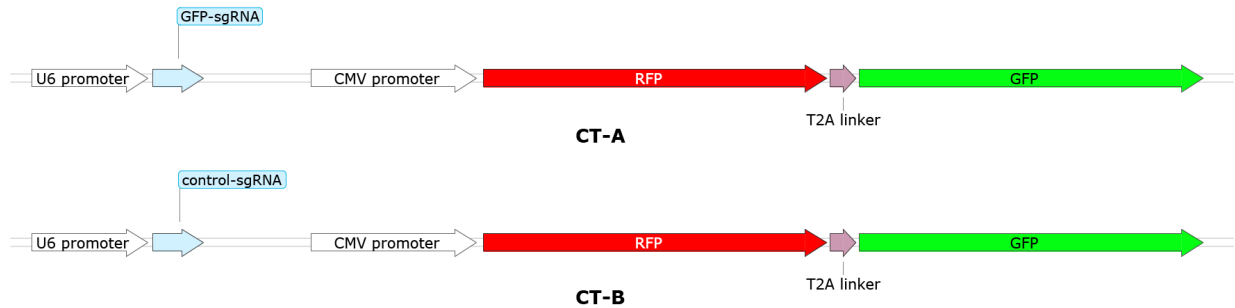 GFP-sgRNA
U6 promoter CMV promoter RFP GFP
T2A linker
CT-A
control-sgRNA
U6 promoter CMV promoter RFP GFP
T2A linker
CT-B